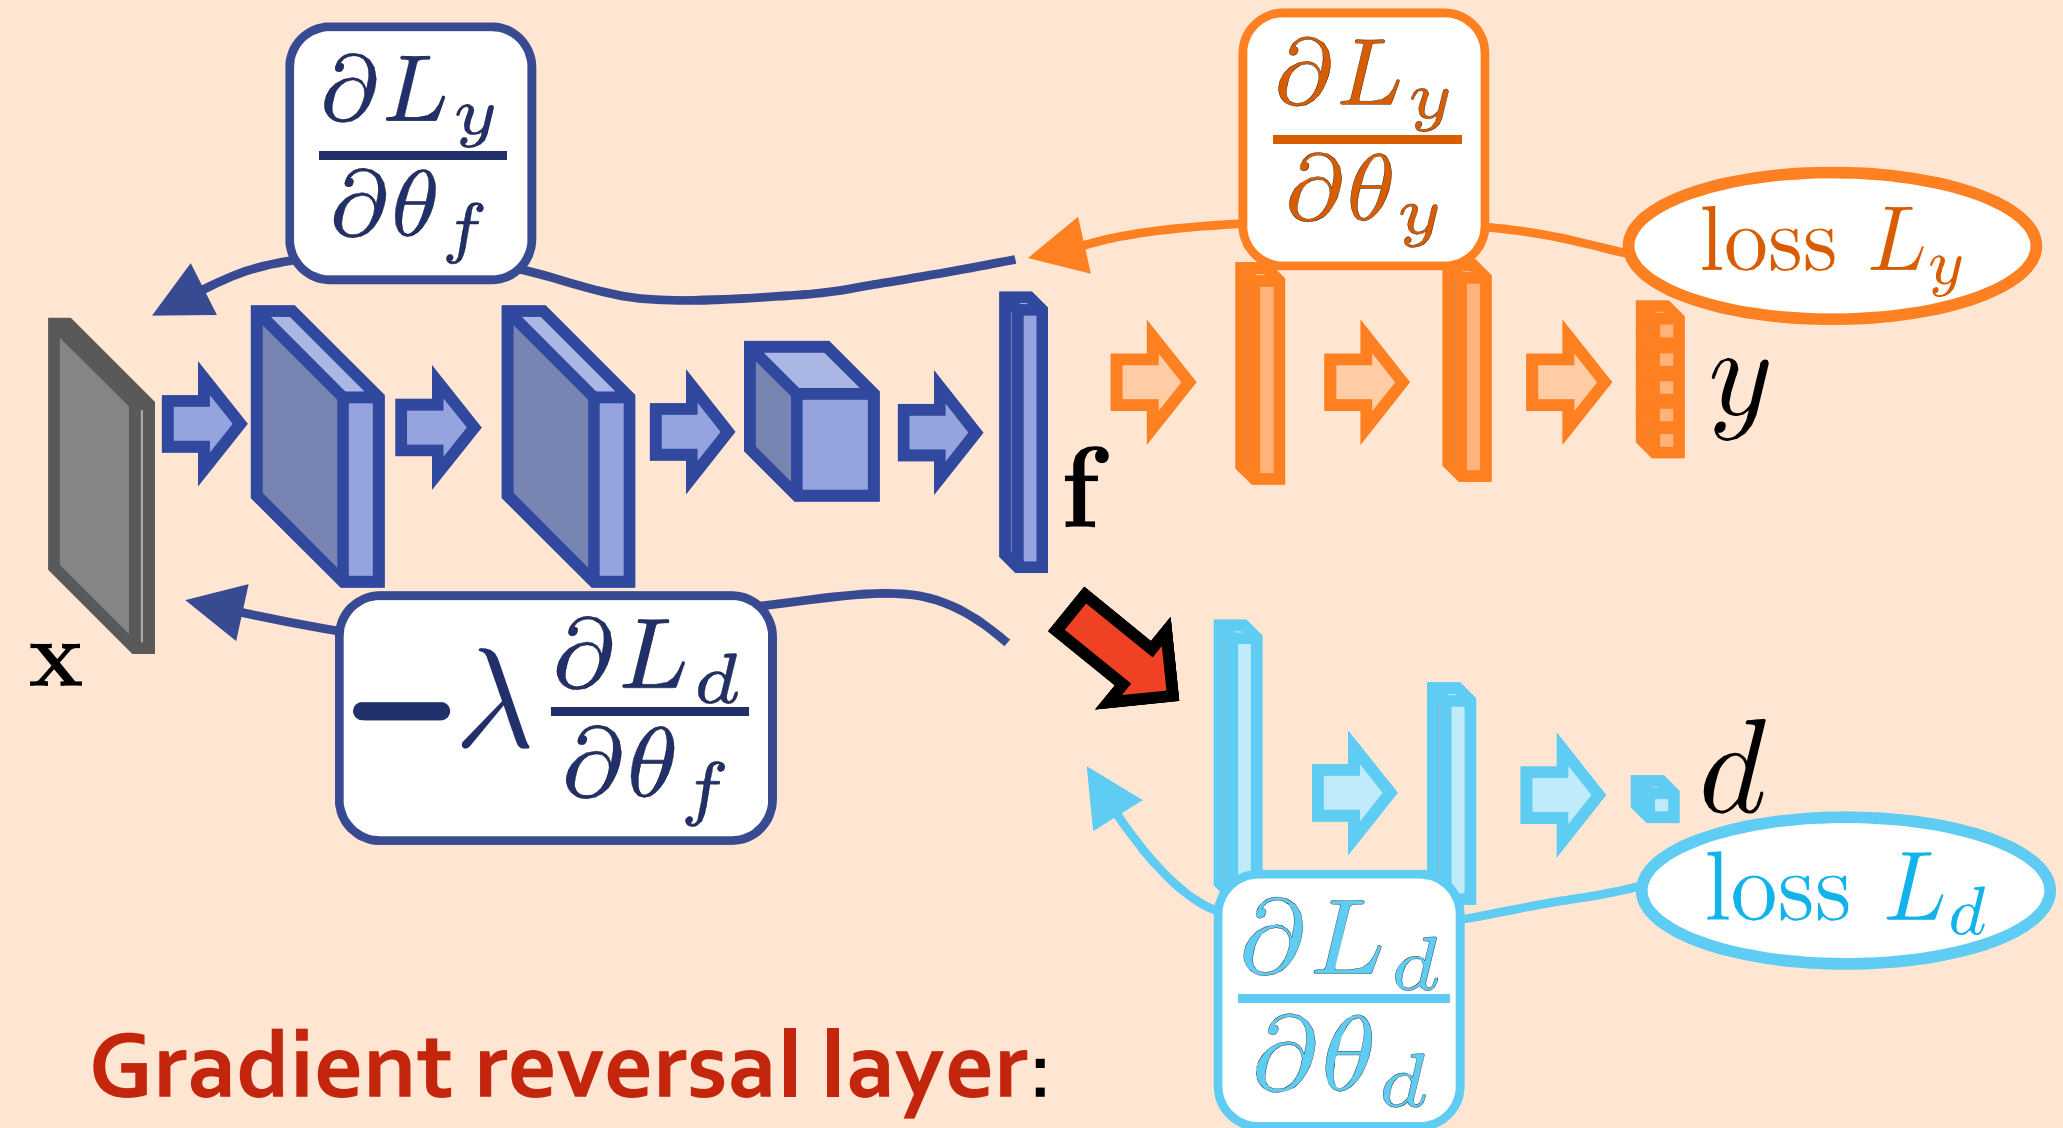 ∂L_y
∂θ_f
∂L_y
∂θ_y
loss L_y
y
f
x
−λ ∂L_d
∂θ_f
d
loss L_d
∂L_d
∂θ_d
Gradient reversal layer: